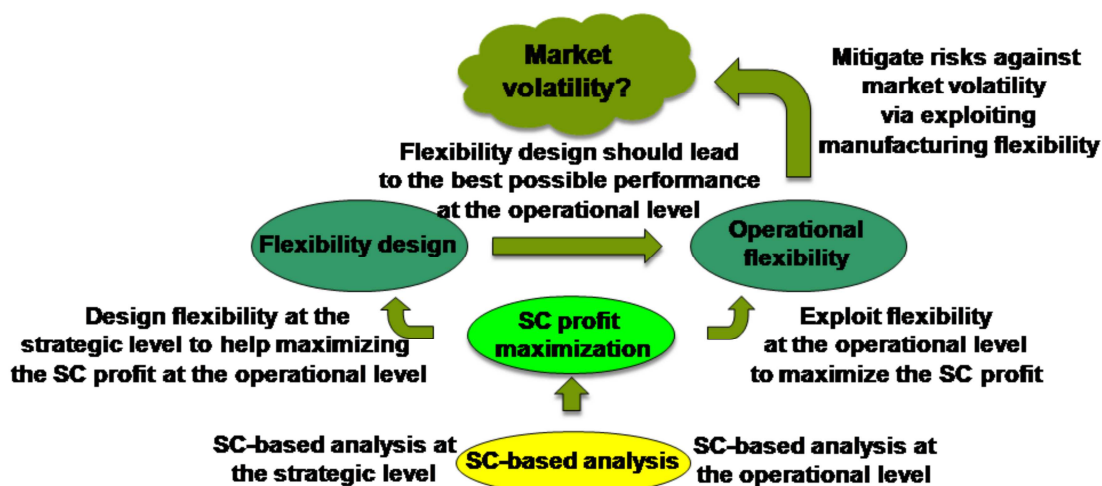 Market
volatility?
Mitigate risks against
market volatility
via exploiting
manufacturing flexibility
Flexibility design should lead
to the best possible performance
at the operational level
Flexibility design
Operational
flexibility
Design flexibility at the
strategic level to help maximizing
the SC profit at the operational level
SC profit
maximization
Exploit flexibility
at the operational level
to maximize the SC profit
SC-based analysis at
the strategic level
SC-based analysis
SC-based analysis at
the operational level